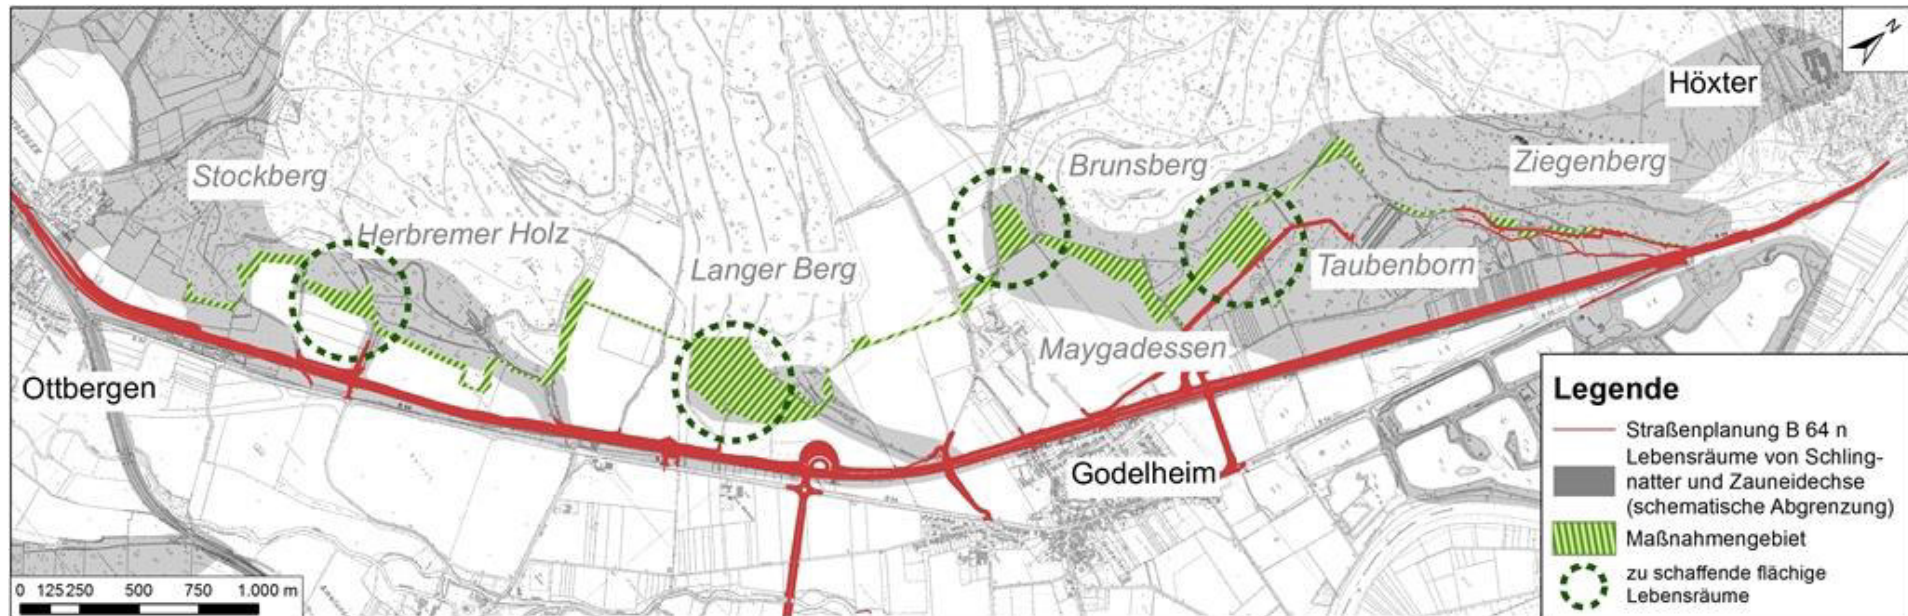 N
Höxter
Brunsberg
Ziegenberg
Stockberg
Herbremer Holz
Langer Berg
Taubenborn
Maygadessen
Ottbergen
Godelheim
Legende
Straßenplanung B 64 n
Lebensräume von Schling-
natter und Zauneidechse
(schematische Abgrenzung)
Maßnahmengebiet
zu schaffende flächige
Lebensräume
0 125 250 500 750 1.000 m